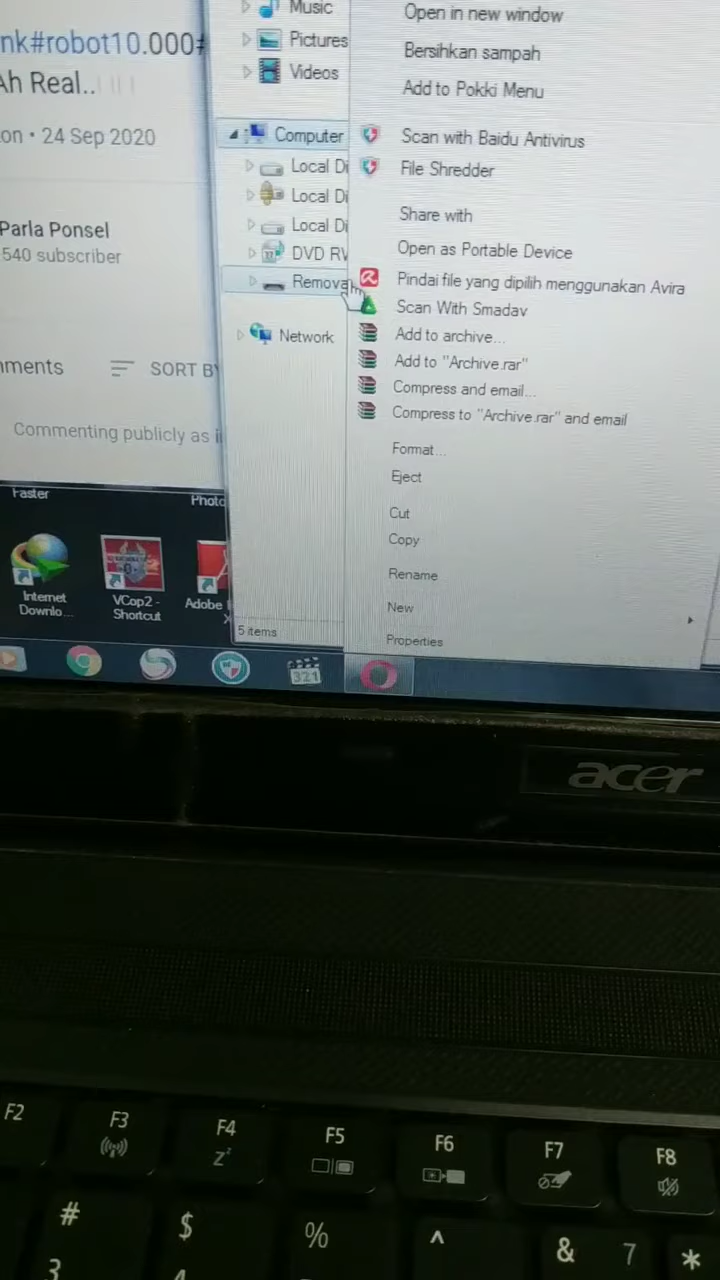 nk#robot10.000#
Ah Real..
on • 24 Sep 2020
Parla Ponsel
540 subscriber
mments
SORT BY
Commenting publicly as
Music
Pictures
Videos
Computer
Local Di
Local Di
Local Di
DVD RV
Remova
Network
5 items
Open in new window
Bersihkan sampah
Add to Pokki Menu
Scan with Baidu Antivirus
File Shredder
Share with
Open as Portable Device
Pindai file yang dipilih menggunakan Avira
Scan With Smadav
Add to archive...
Add to "Archive.rar"
Compress and email...
Compress to "Archive.rar" and email
Format...
Eject
Cut
Copy
Rename
New
Properties
Faster
Photo
Internet
Downlo...
VCop2 -
Shortcut
Adobe
X
321
acer
F2
F3
F4
Zz
F5
F6
F7
F8
#
3
$
4
%
^
&
7
*